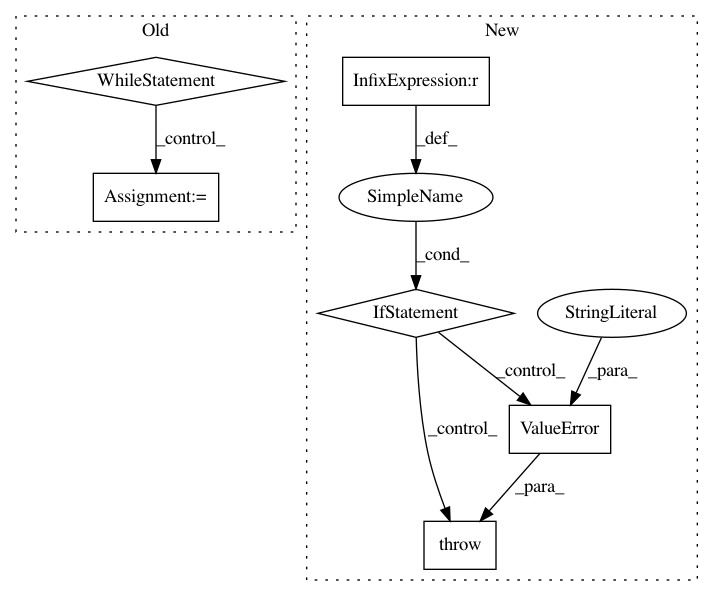 Old
New
WhileStatement
InfixExpression:r
_control_
_def_
Assignment:=
SimpleName
_cond_
IfStatement
StringLiteral
_control_
_para_
_control_
ValueError
_para_
throw